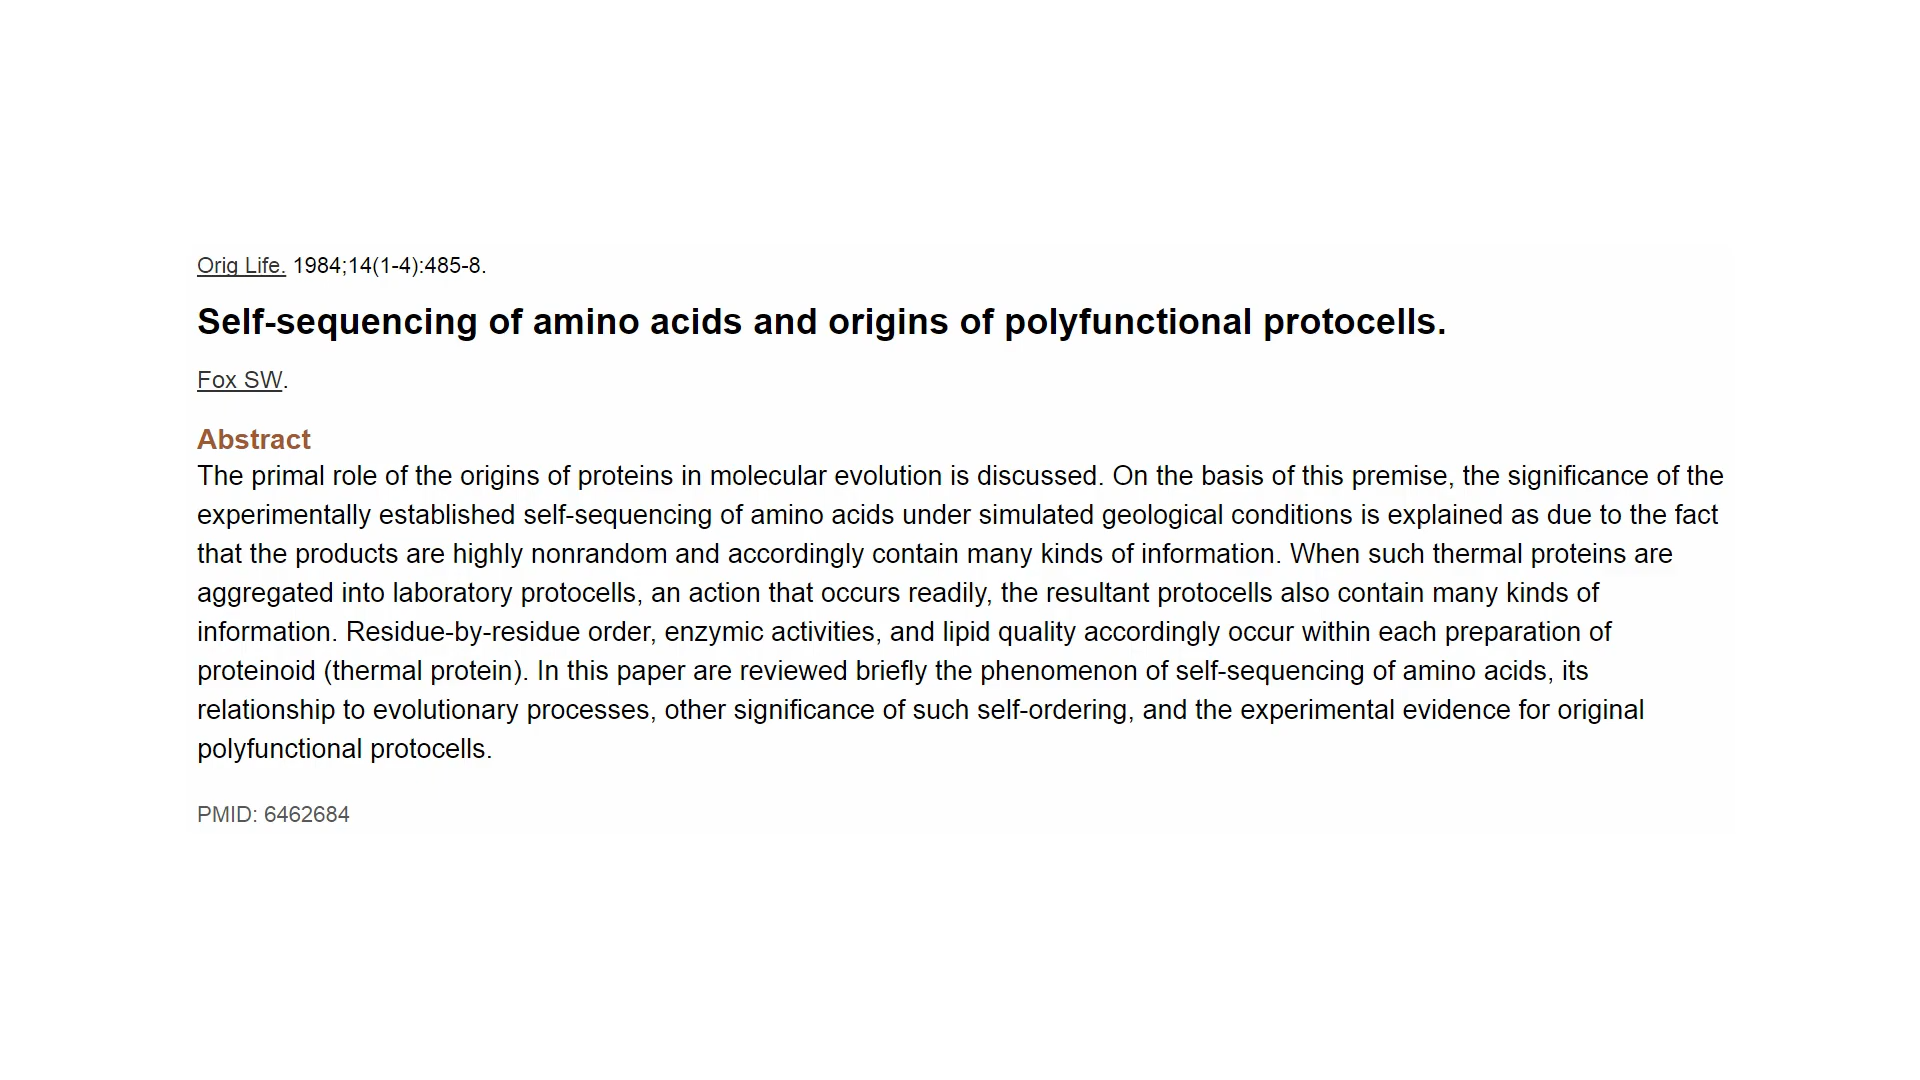 Orig Life. 1984;14(1-4):485-8.
Self-sequencing of amino acids and origins of polyfunctional protocells.
Fox SW.
Abstract
The primal role of the origins of proteins in molecular evolution is discussed. On the basis of this premise, the significance of the
experimentally established self-sequencing of amino acids under simulated geological conditions is explained as due to the fact
that the products are highly nonrandom and accordingly contain many kinds of information. When such thermal proteins are
aggregated into laboratory protocells, an action that occurs readily, the resultant protocells also contain many kinds of
information. Residue-by-residue order, enzymic activities, and lipid quality accordingly occur within each preparation of
proteinoid (thermal protein). In this paper are reviewed briefly the phenomenon of self-sequencing of amino acids, its
relationship to evolutionary processes, other significance of such self-ordering, and the experimental evidence for original
polyfunctional protocells.
PMID: 6462684